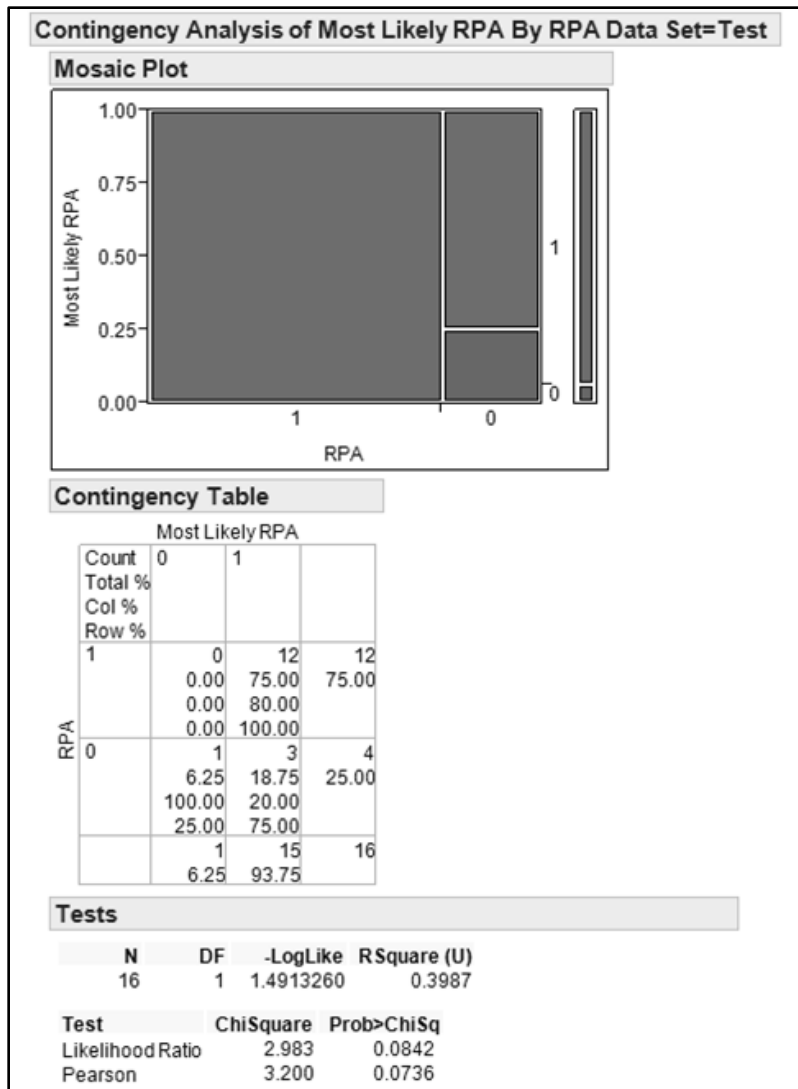 Contingency Analysis of Most Likely RPA By RPA Data Set=Test
Mosaic Plot
1.00
0.75
0.50
0.25
0.00
Most Likely RPA
1
0
1 0
RPA
Contingency Table
Most Likely RPA
Count 0 1
Total %
Col %
Row %
RPA
1 0 12 12
0.00 75.00 75.00
0.00 80.00
0.00 100.00
0 1 3 4
6.25 18.75 25.00
100.00 20.00
25.00 75.00
1 15 16
6.25 93.75
Tests
N DF -LogLike RSquare (U)
16 1 1.4913260 0.3987
Test ChiSquare Prob>ChiSq
Likelihood Ratio 2.983 0.0842
Pearson 3.200 0.0736